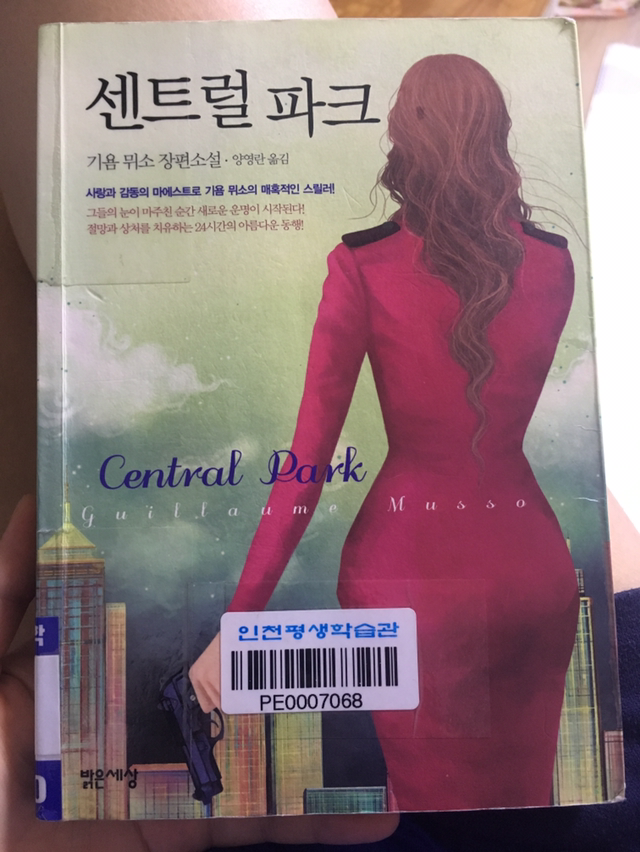 센트럴 파크
기욤 뮈소 장편소설 · 양영란 옮김
사랑과 감동의 마에스트로 기욤 뮈소의 매혹적인 스릴러!
그들의 눈이 마주친 순간 새로운 운명이 시작된다!
절망과 상처를 치유하는 24시간의 아름다운 동행!
Central Park
Guillaume Musso
인천평생학습관
PE0007068
학
밝은세상
0